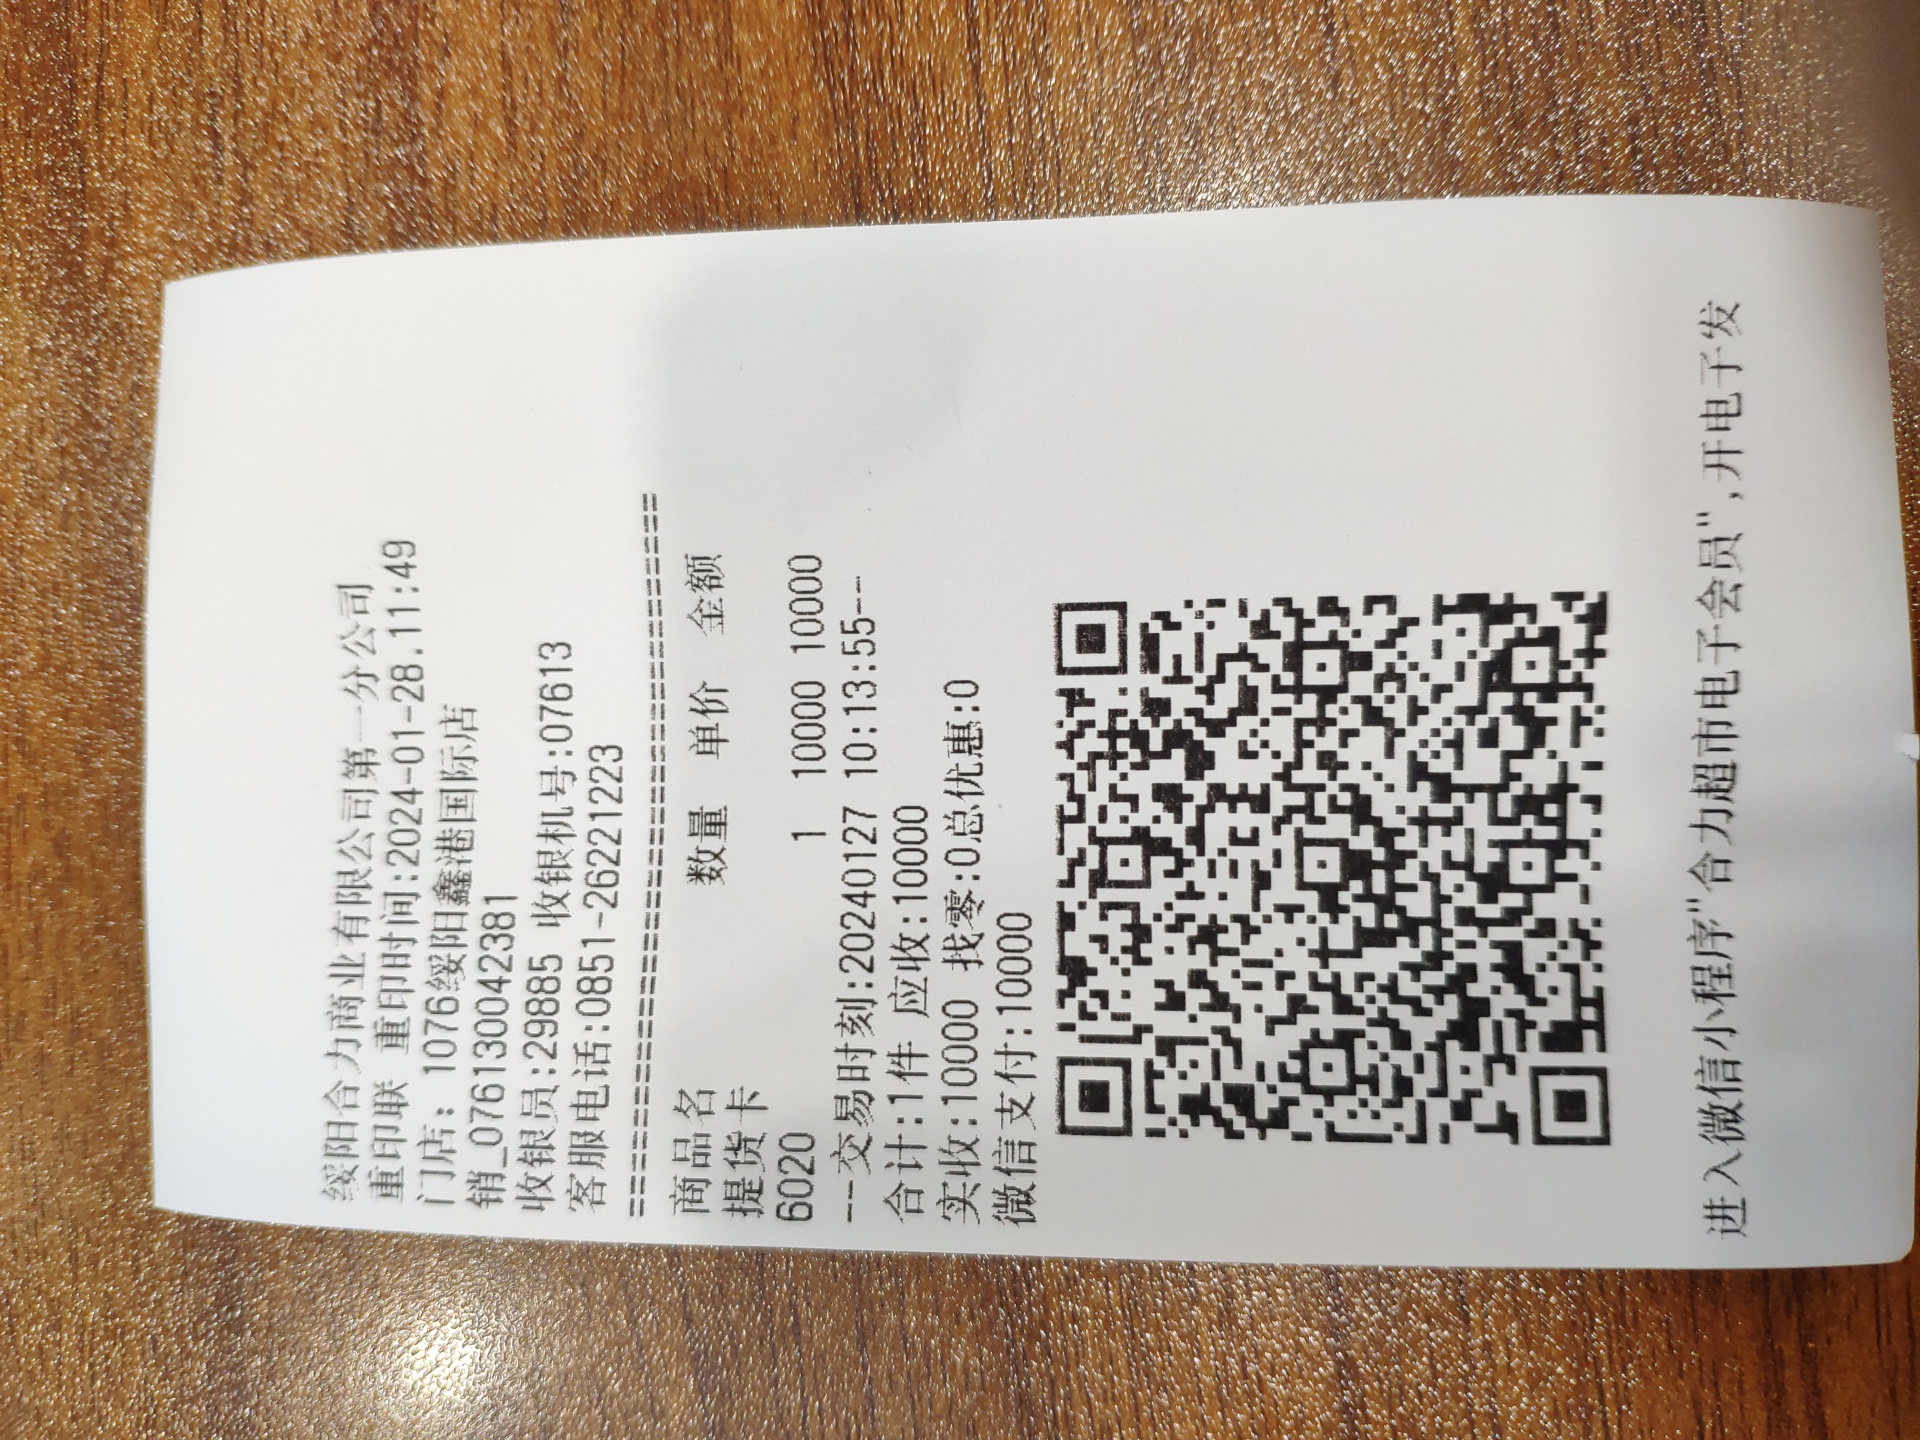 绥阳合力商业有限公司第一分公司
重印联 重印时间:2024-01-28.11:49
门店: 1076绥阳鑫港国际店
销_076130042381
收银员:29885 收银机号:07613
客服电话:0851-26221223
==========================================
商品名 数量 单价 金额
提货卡
6020 1 10000 10000
--交易时刻:20240127 10:13:55--
合计:1件 应收:10000
实收:10000 找零:0总优惠:0
微信支付:10000
进入微信小程序"合力超市电子会员",开电子发